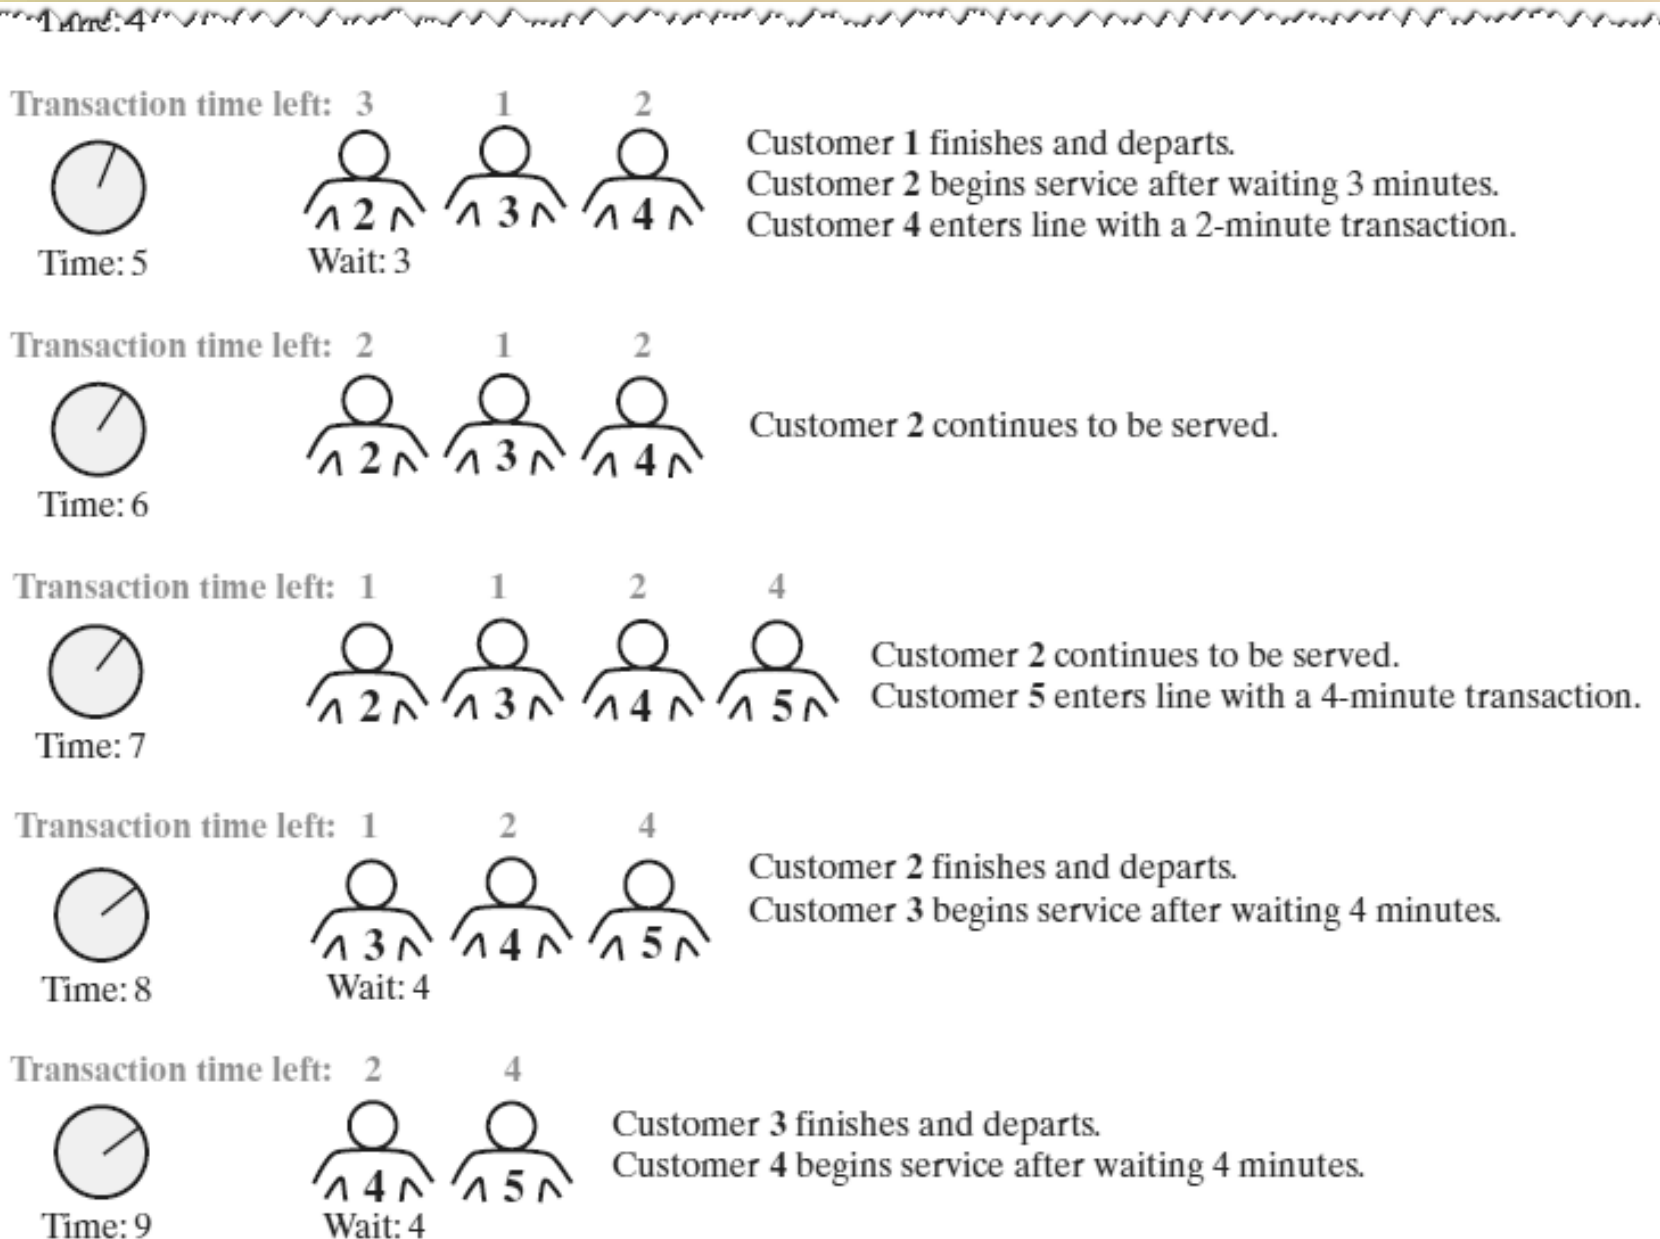 Time: 4
Transaction time left: 3 1 2
Customer 1 finishes and departs.
Customer 2 begins service after waiting 3 minutes.
2 3 4
Customer 4 enters line with a 2-minute transaction.
Time: 5
Wait: 3
Transaction time left: 2 1 2
Customer 2 continues to be served.
2 3 4
Time: 6
Transaction time left: 1 1 2 4
Customer 2 continues to be served.
2 3 4 5
Customer 5 enters line with a 4-minute transaction.
Time: 7
Transaction time left: 1 2 4
Customer 2 finishes and departs.
Customer 3 begins service after waiting 4 minutes.
3 4 5
Time: 8
Wait: 4
Transaction time left: 2 4
Customer 3 finishes and departs.
Customer 4 begins service after waiting 4 minutes.
4 5
Time: 9
Wait: 4